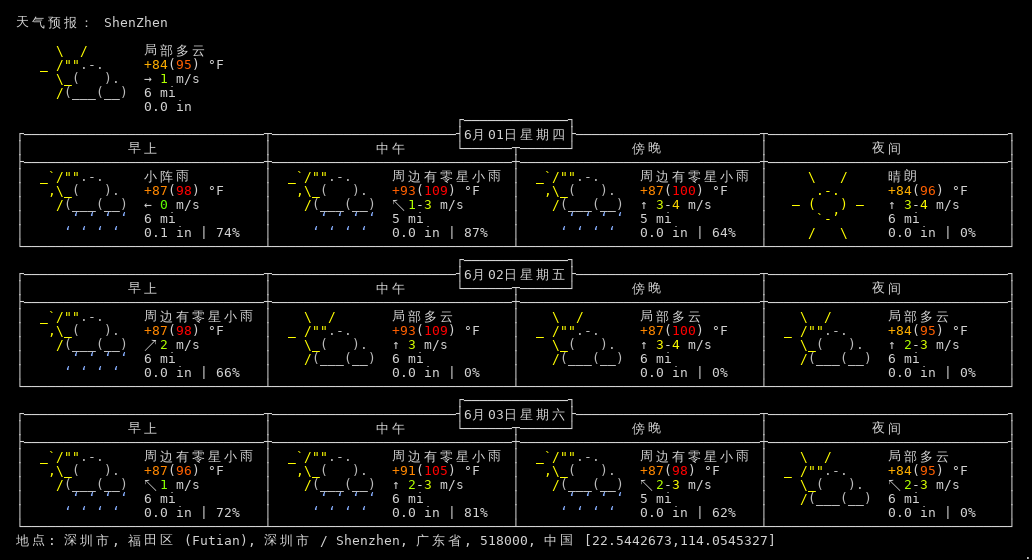 天气预报： ShenZhen
局部多云
+84(95) °F
→ 1 m/s
6 mi
0.0 in
6月01日星期四
早上 中午 傍晚 夜间
小阵雨 周边有零星小雨 周边有零星小雨 晴朗
+87(98) °F +93(109) °F +87(100) °F +84(96) °F
← 0 m/s ↖ 1-3 m/s ↑ 3-4 m/s ↑ 3-4 m/s
6 mi 5 mi 5 mi 6 mi
0.1 in | 74% 0.0 in | 87% 0.0 in | 64% 0.0 in | 0%
6月02日星期五
早上 中午 傍晚 夜间
周边有零星小雨 局部多云 局部多云 局部多云
+87(98) °F +93(109) °F +87(100) °F +84(95) °F
↗ 2 m/s ↑ 3 m/s ↑ 3-4 m/s ↑ 2-3 m/s
6 mi 6 mi 6 mi 6 mi
0.0 in | 66% 0.0 in | 0% 0.0 in | 0% 0.0 in | 0%
6月03日星期六
早上 中午 傍晚 夜间
周边有零星小雨 周边有零星小雨 周边有零星小雨 局部多云
+87(96) °F +91(105) °F +87(98) °F +84(95) °F
↖ 1 m/s ↑ 2-3 m/s ↖ 2-3 m/s ↖ 2-3 m/s
6 mi 6 mi 5 mi 6 mi
0.0 in | 72% 0.0 in | 81% 0.0 in | 62% 0.0 in | 0%
地点: 深圳市, 福田区 (Futian), 深圳市 / Shenzhen, 广东省, 518000, 中国 [22.5442673,114.0545327]